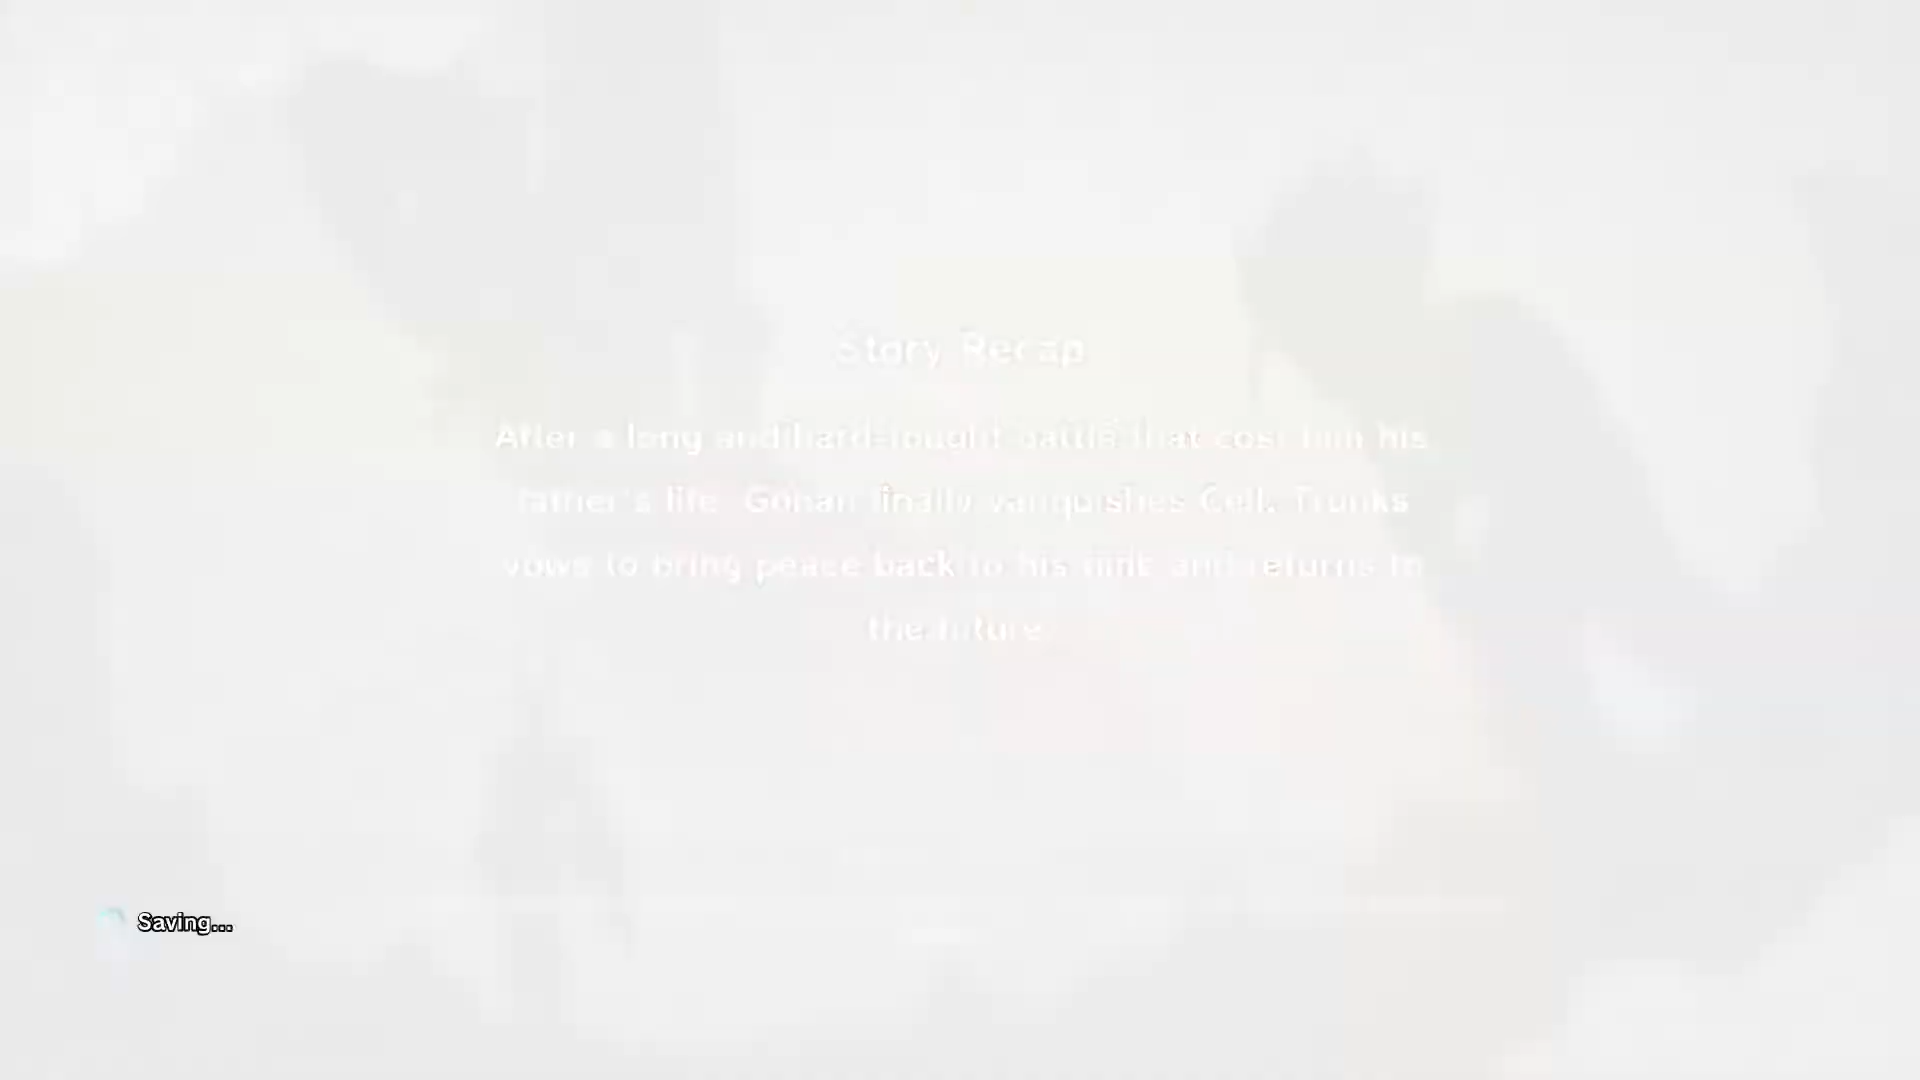 Story Recap
After a long and hard-fought battle that cost him his
father's life, Gohan finally vanquishes Cell. Trunks
vows to bring peace back to his time and returns to
the future.
Saving...